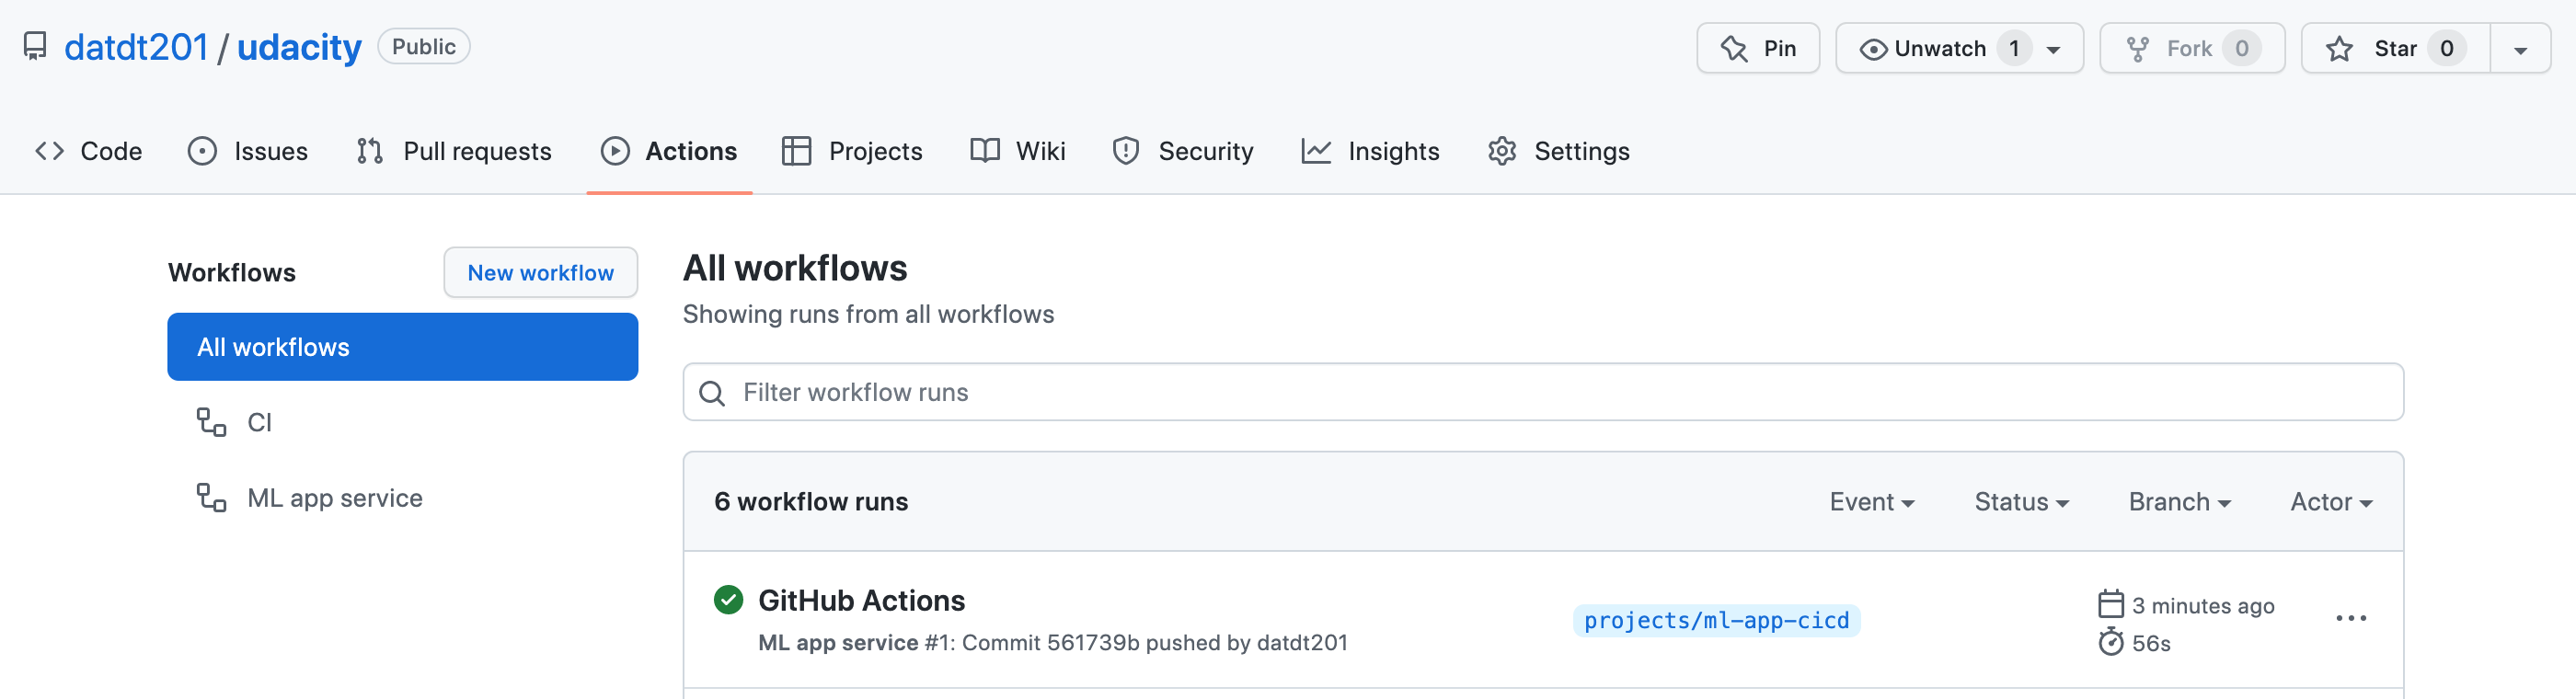 datdt201 / udacity Public
Pin Unwatch 1 Fork 0 Star 0
Code Issues Pull requests Actions Projects Wiki Security Insights Settings
Workflows New workflow
All workflows
CI
ML app service
All workflows
Showing runs from all workflows
Filter workflow runs
6 workflow runs Event Status Branch Actor
GitHub Actions
ML app service #1: Commit 561739b pushed by datdt201
projects/ml-app-cicd
3 minutes ago
56s